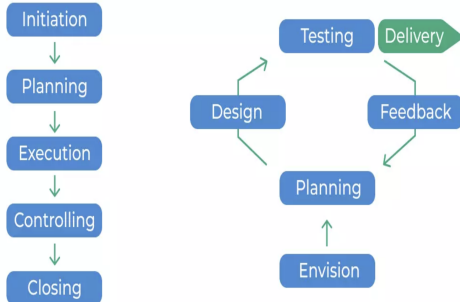 Initiation
Planning
Execution
Controlling
Closing
Testing
Delivery
Design
Feedback
Planning
Envision